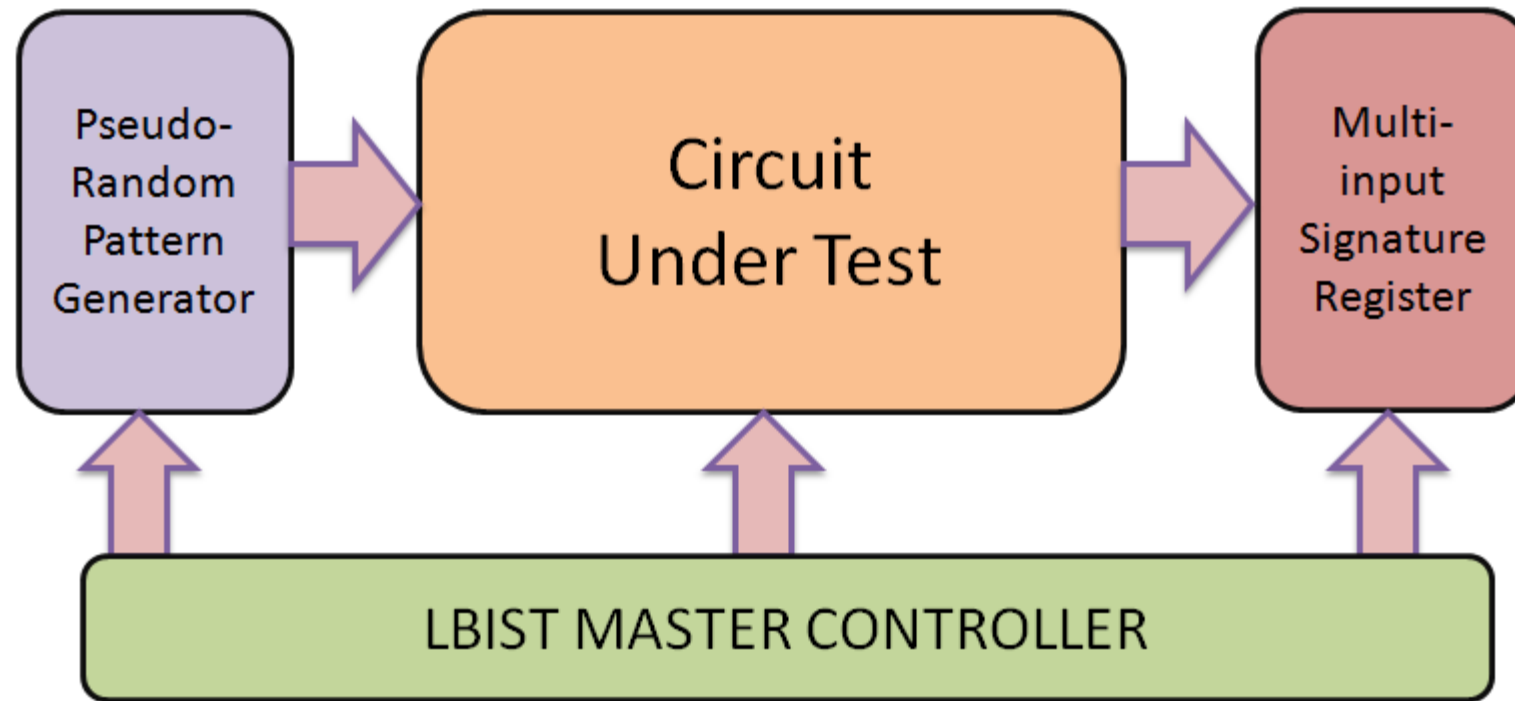 Pseudo-
Random
Pattern
Generator
Circuit
Under Test
Multi-
input
Signature
Register
LBIST MASTER CONTROLLER